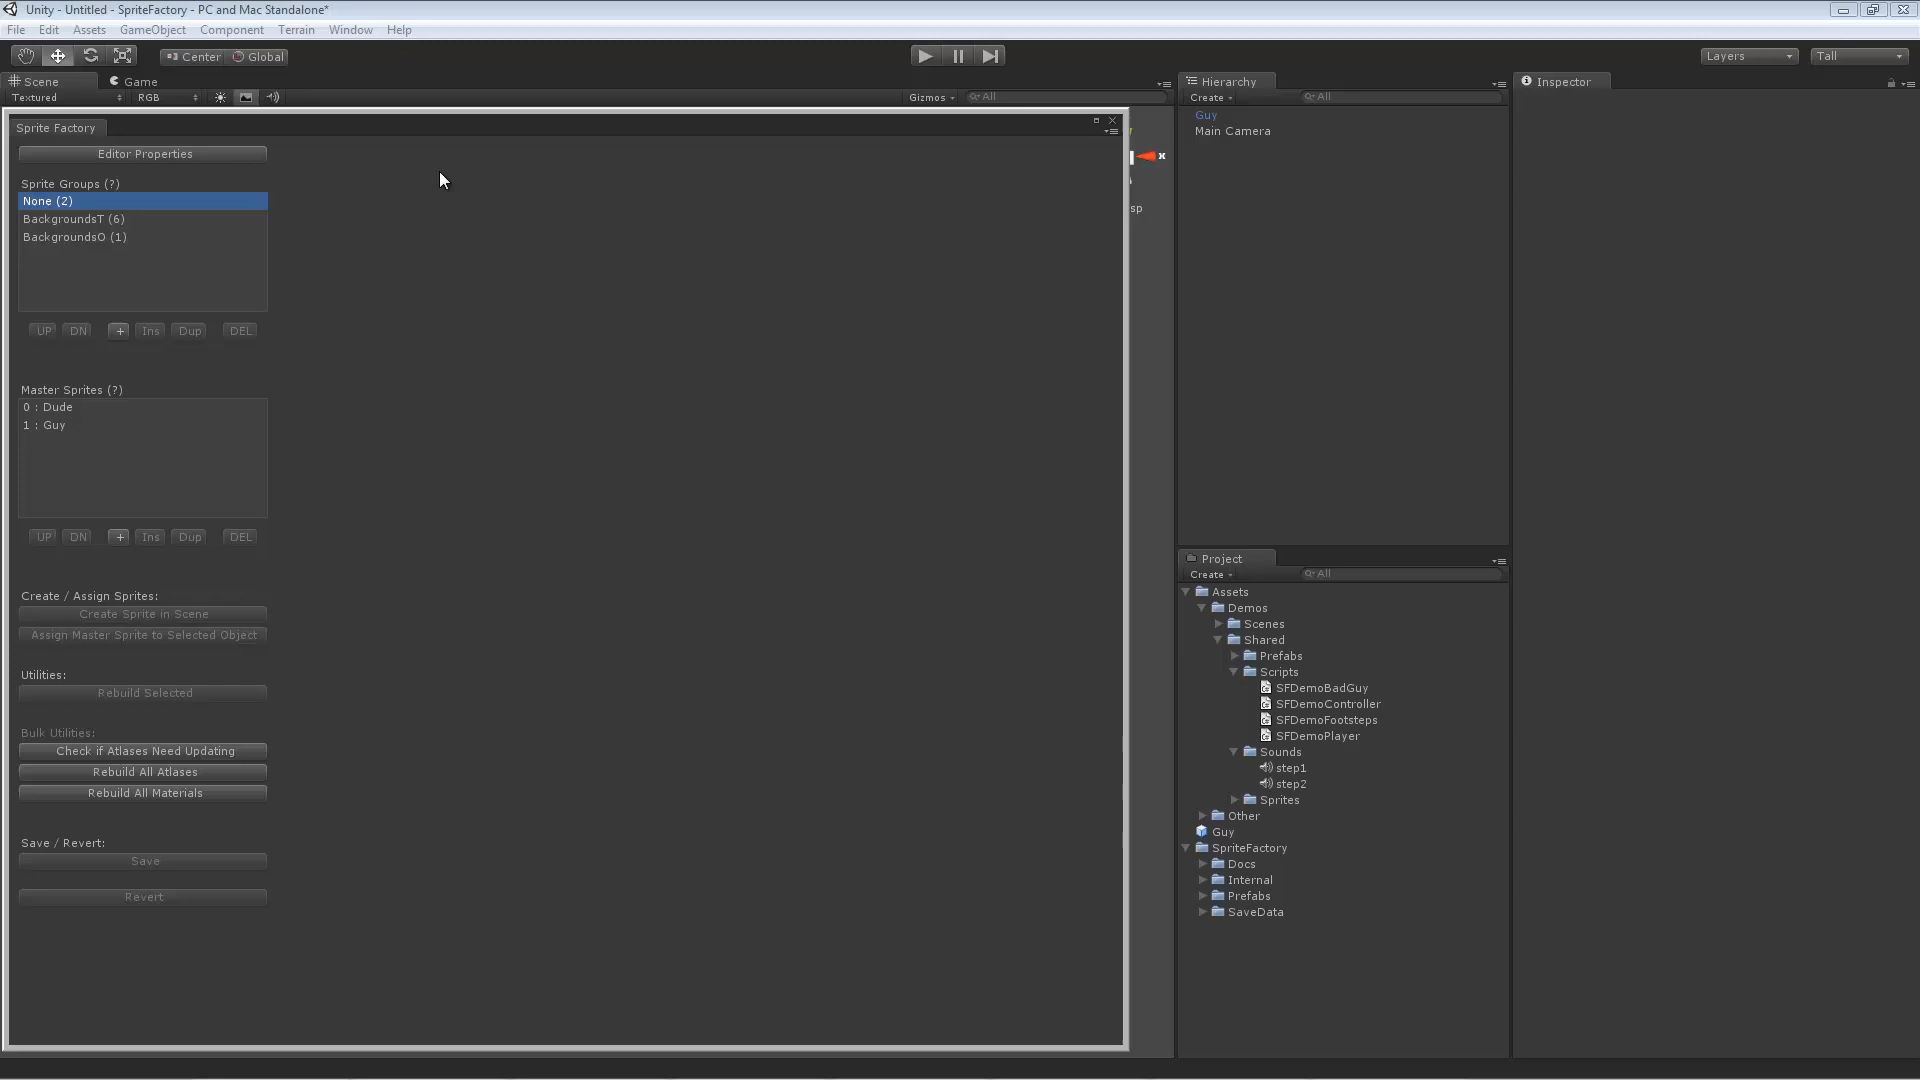 Unity - Untitled - SpriteFactory - PC and Mac Standalone*
File Edit Assets GameObject Component Terrain Window Help
Center Global
Layers
Tall
Scene Game
Textured RGB
Gizmos All
Sprite Factory
Editor Properties
Sprite Groups (?)
None (2)
BackgroundsT (6)
BackgroundsO (1)
UP DN + Ins Dup DEL
Master Sprites (?)
0 : Dude
1 : Guy
UP DN + Ins Dup DEL
Create / Assign Sprites:
Create Sprite in Scene
Assign Master Sprite to Selected Object
Utilities:
Rebuild Selected
Bulk Utilities:
Check if Atlases Need Updating
Rebuild All Atlases
Rebuild All Materials
Save / Revert:
Save
Revert
x
sp
Hierarchy
Create All
Guy
Main Camera
Project
Create All
Assets
Demos
Scenes
Shared
Prefabs
Scripts
SFDemoBadGuy
SFDemoController
SFDemoFootsteps
SFDemoPlayer
Sounds
step1
step2
Sprites
Other
Guy
SpriteFactory
Docs
Internal
Prefabs
SaveData
Inspector